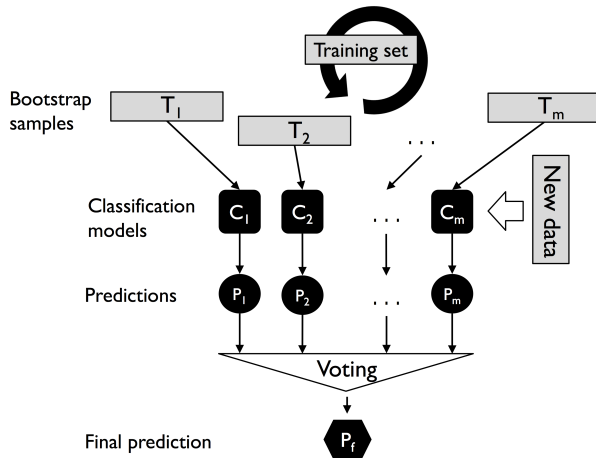 Training set
Bootstrap
samples
T1
T2
. . .
Tm
Classification
models
C1
C2
. . .
Cm
New data
Predictions
P1
P2
. . .
Pm
Voting
Final prediction
Pf